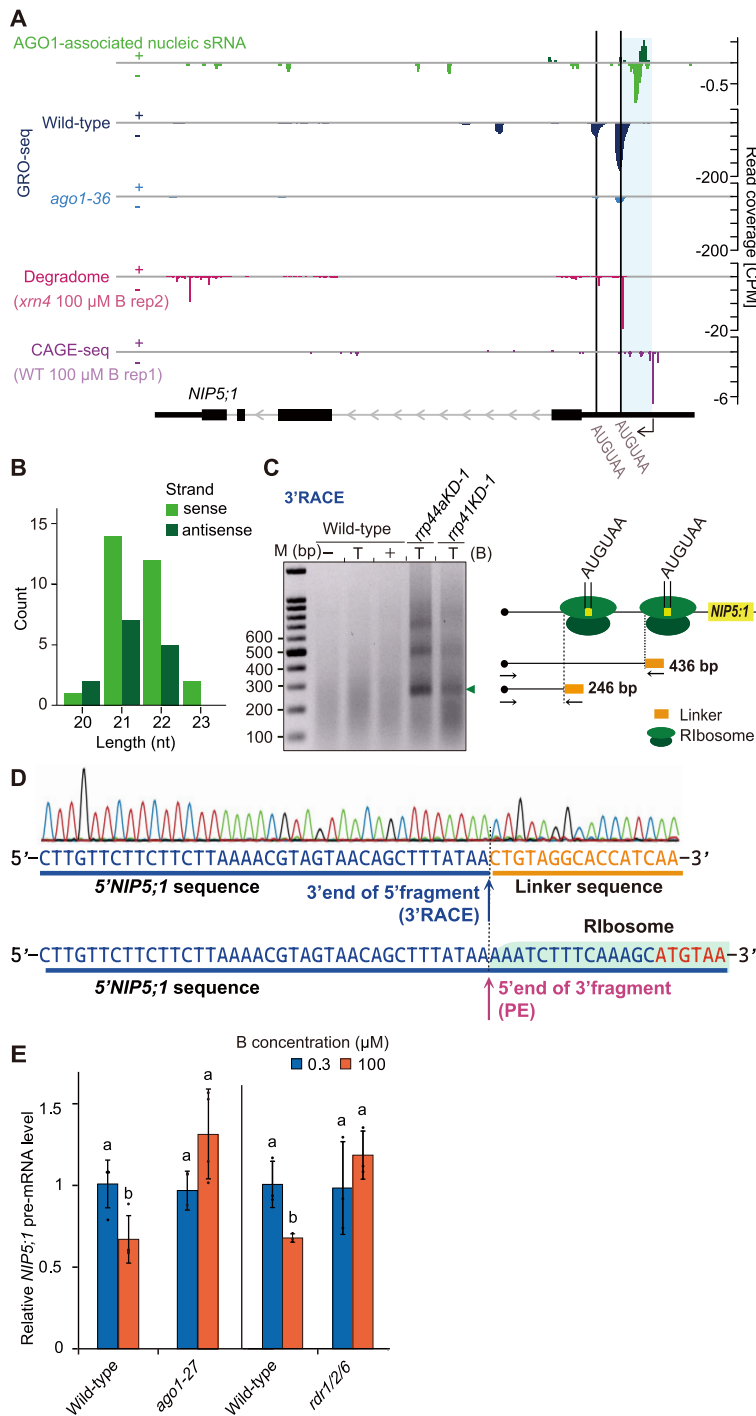 A
AGO1-associated nucleic sRNA
+
-
-0.5
GRO-seq
Wild-type
+
-
-200
ago1-36
+
-
-200
Read coverage [CPM]
Degradome
(xrn4 100 µM B rep2)
+
-
-20
CAGE-seq
(WT 100 µM B rep1)
+
-
-6
NIP5;1
AUGUAA
AUGUAA
B
Strand
sense
antisense
Count
15
10
5
0
20 21 22 23
Length (nt)
C
3'RACE
Wild-type
rrp44aKD-1
rrp41KD-1
M (bp) − T + T T (B)
600
500
400
300
200
100
AUGUAA
AUGUAA
NIP5:1
436 bp
246 bp
Linker
RIbosome
D
5'–CTTGTTCTTCTTCTTAAAACGTAGTAACAGCTTTATAACTGTAGGCACCATCAA–3'
5'NIP5;1 sequence
Linker sequence
3'end of 5'fragment
(3'RACE)
RIbosome
5'–CTTGTTCTTCTTCTTAAAACGTAGTAACAGCTTTATAAAAATCTTTCAAAGCATGTAA–3'
5'NIP5;1 sequence
5'end of 3'fragment
(PE)
E
B concentration (µM)
0.3 100
Relative NIP5;1 pre-mRNA level
1.5
1
0.5
0
a
b
a
a
a
b
a
a
Wild-type
ago1-27
Wild-type
rdr1/2/6